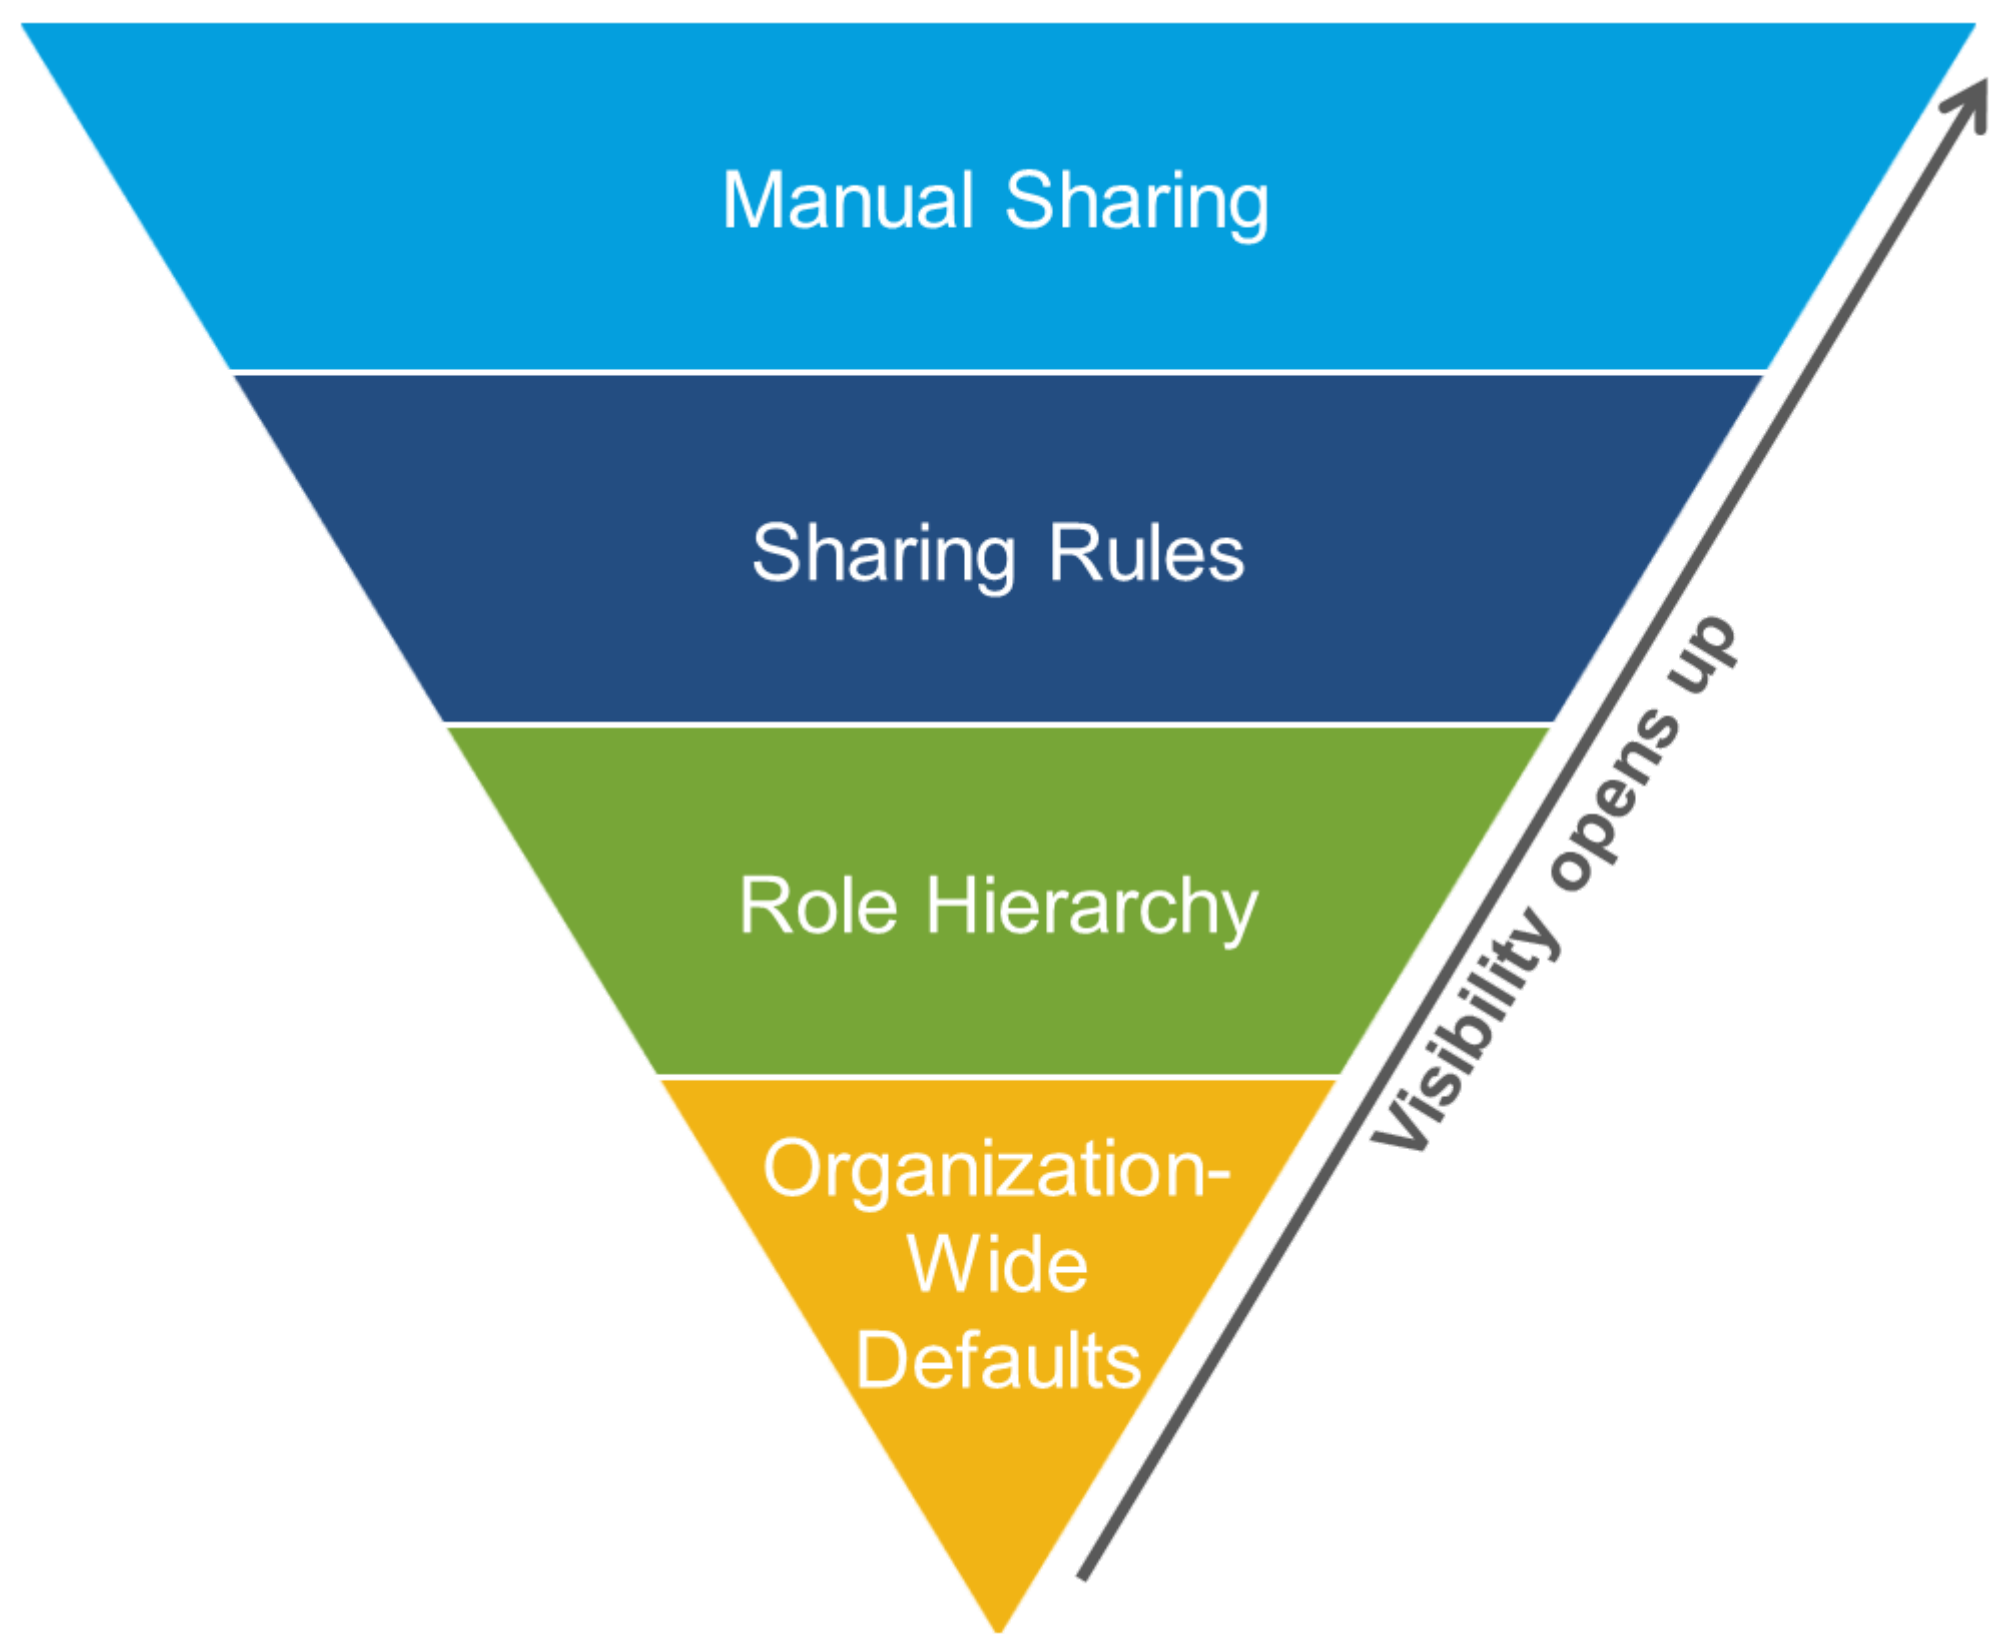 Manual Sharing
Sharing Rules
Role Hierarchy
Organization-
Wide
Defaults
Visibility opens up